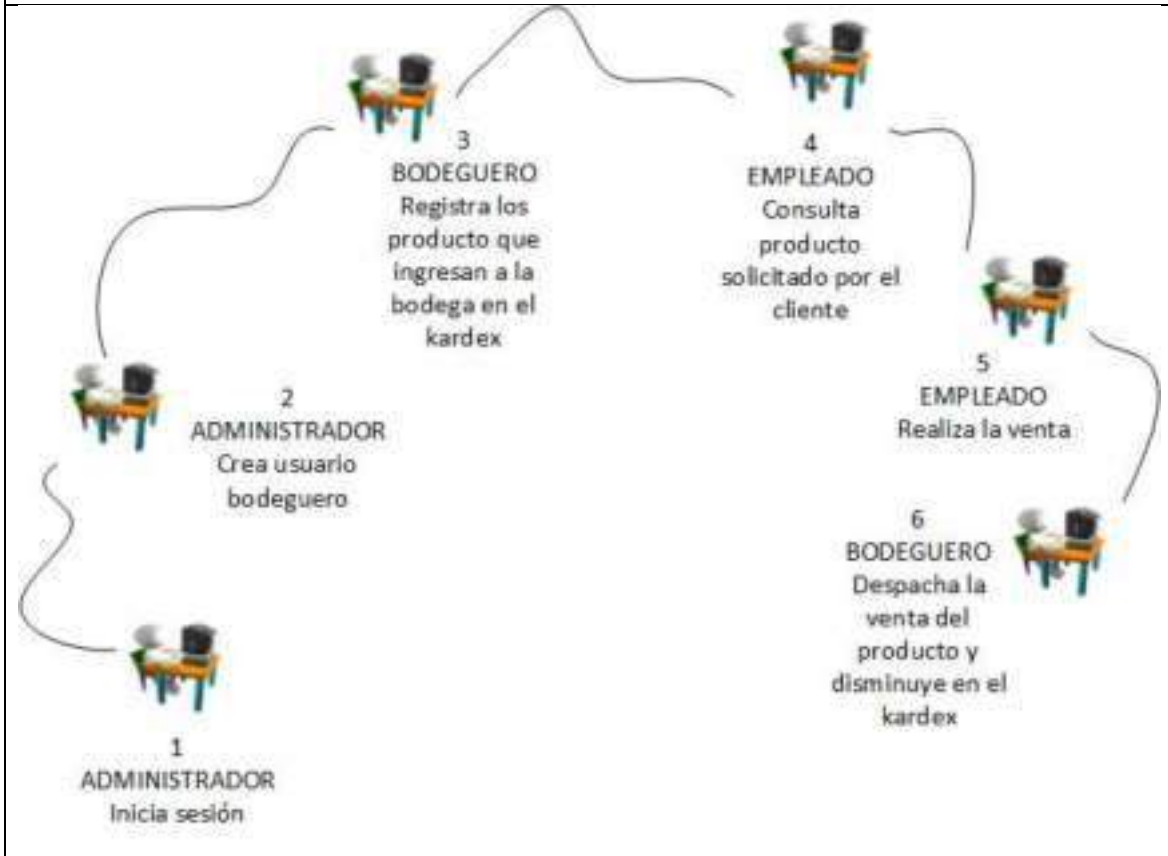 1
ADMINISTRADOR
Inicia sesión
2
ADMINISTRADOR
Crea usuario
bodeguero
3
BODEGUERO
Registra los
producto que
ingresan a la
bodega en el
kardex
4
EMPLEADO
Consulta
producto
solicitado por el
cliente
5
EMPLEADO
Realiza la venta
6
BODEGUERO
Despacha la
venta del
producto y
disminuye en el
kardex